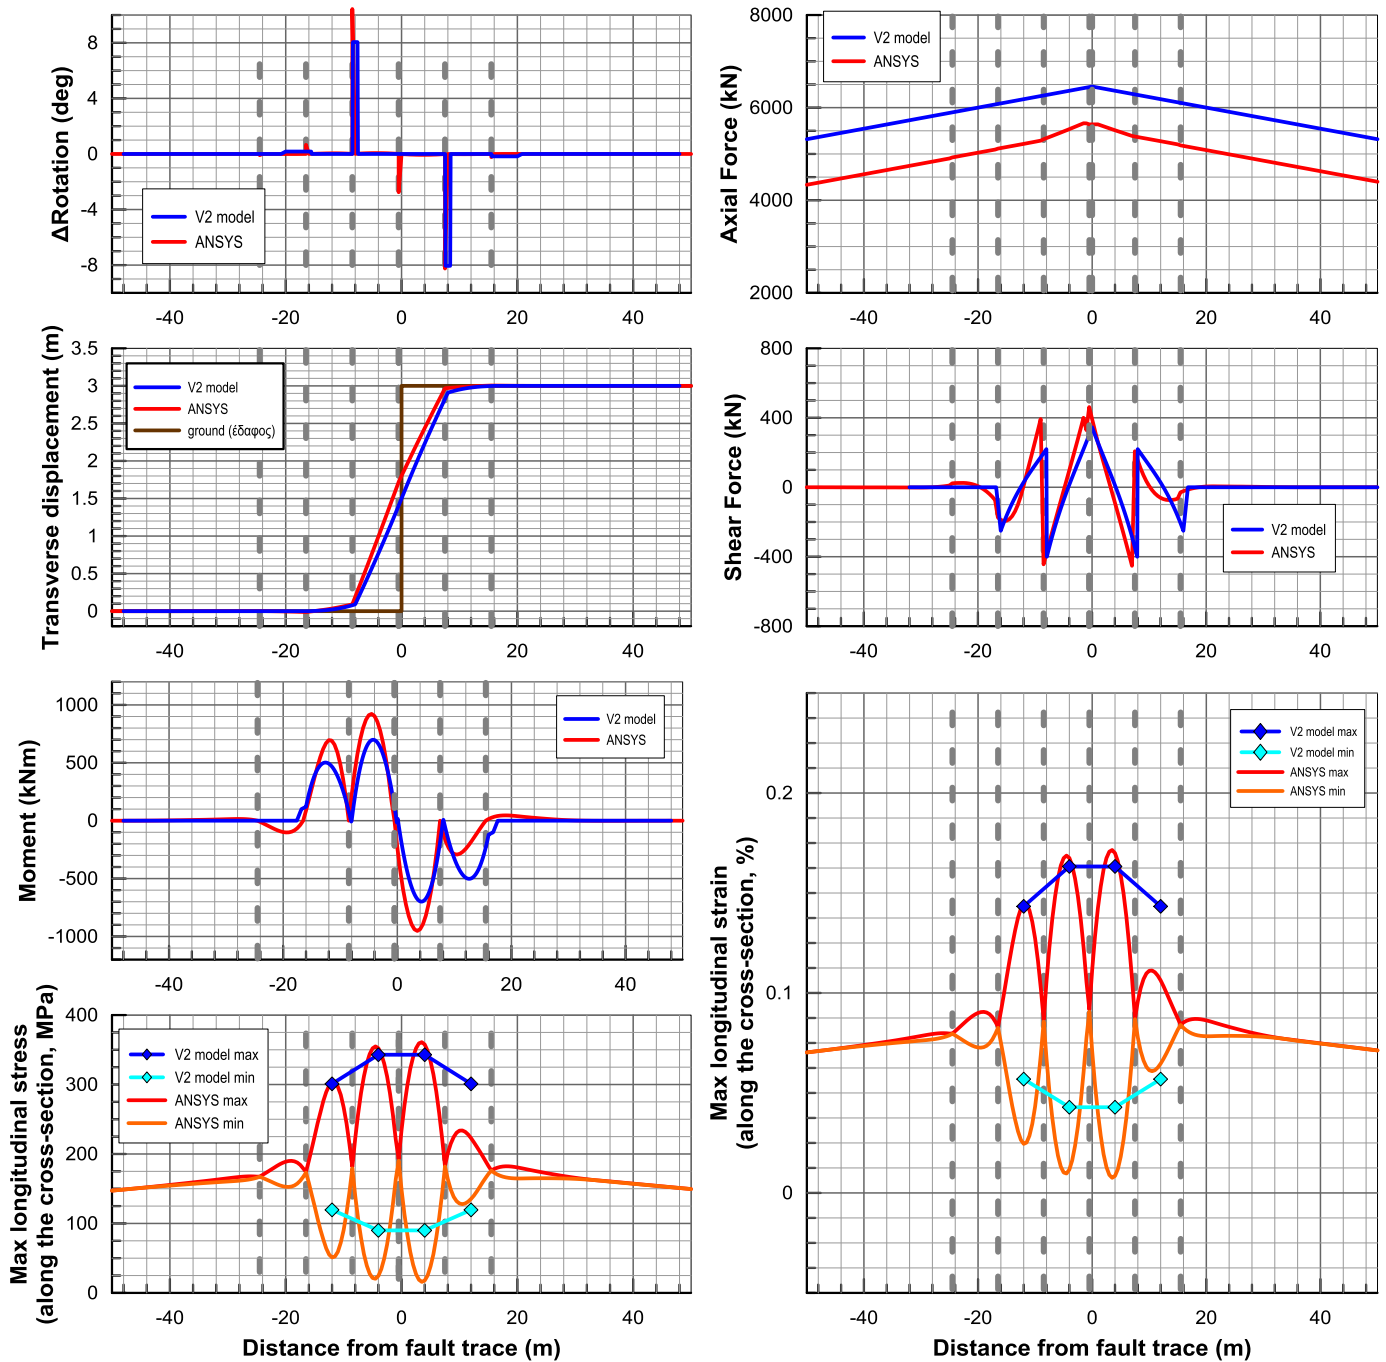 8
4
0
-4
-8
ΔRotation (deg)
V2 model
ANSYS
-40
-20
0
20
40
8000
6000
4000
2000
Axial Force (kN)
V2 model
ANSYS
-40
-20
0
20
40
3.5
3
2.5
2
1.5
1
0.5
0
Transverse displacement (m)
V2 model
ANSYS
ground (έδαφος)
-40
-20
0
20
40
800
400
0
-400
-800
Shear Force (kN)
V2 model
ANSYS
-40
-20
0
20
40
1000
500
0
-500
-1000
Moment (kNm)
V2 model
ANSYS
-40
-20
0
20
40
400
300
200
100
0
Max longitudinal stress
(along the cross-section, MPa)
V2 model max
V2 model min
ANSYS max
ANSYS min
-40
-20
0
20
40
Distance from fault trace (m)
0.2
0.1
0
Max longitudinal strain
(along the cross-section, %)
V2 model max
V2 model min
ANSYS max
ANSYS min
-40
-20
0
20
40
Distance from fault trace (m)